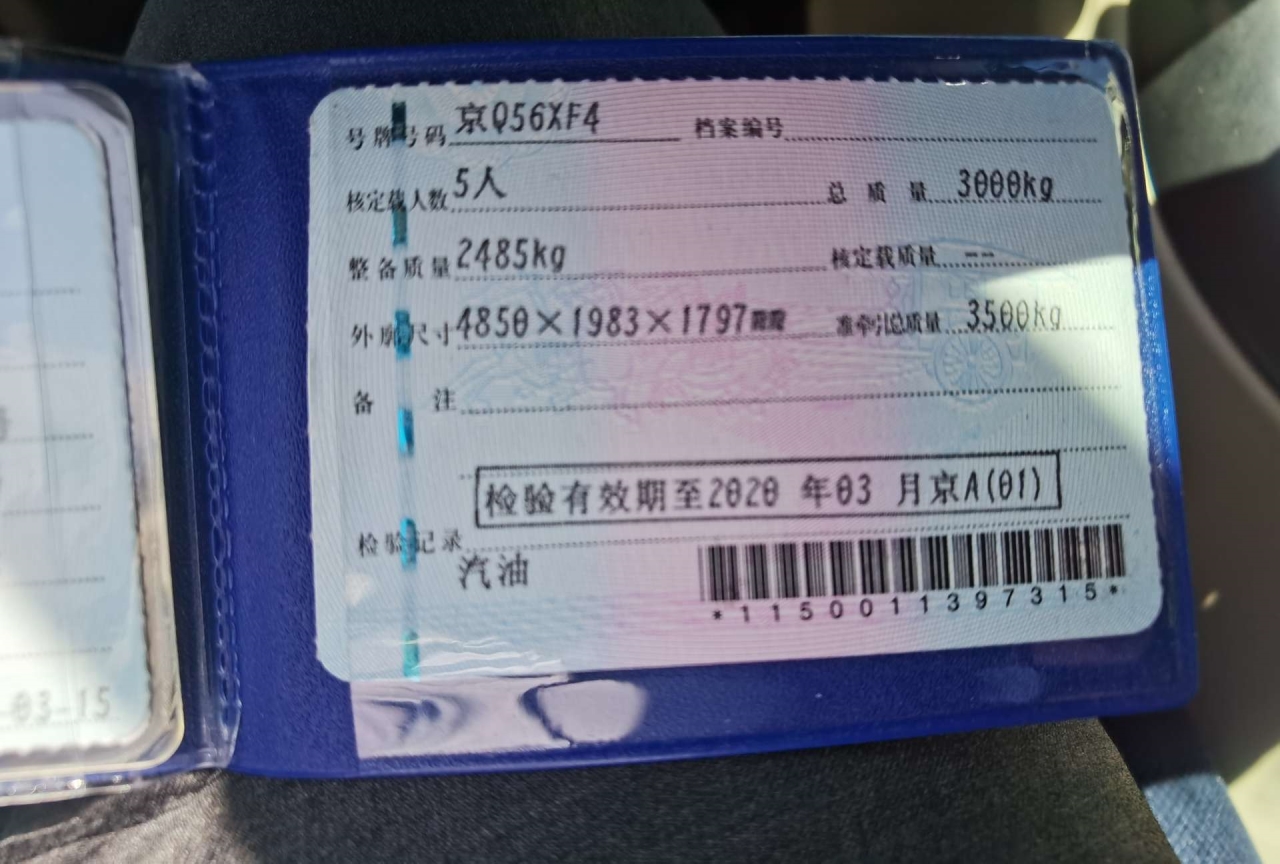 号牌号码 京Q56XF4 档案编号
核定载人数 5人 总质量 3000kg
整备质量 2485kg 核定载质量 --
外廓尺寸 4850×1983×1797mm 准牵引总质量 3500kg
备注
检验有效期至2020 年03 月京A(01)
检验记录
汽油
*1150011397315*
-03-15